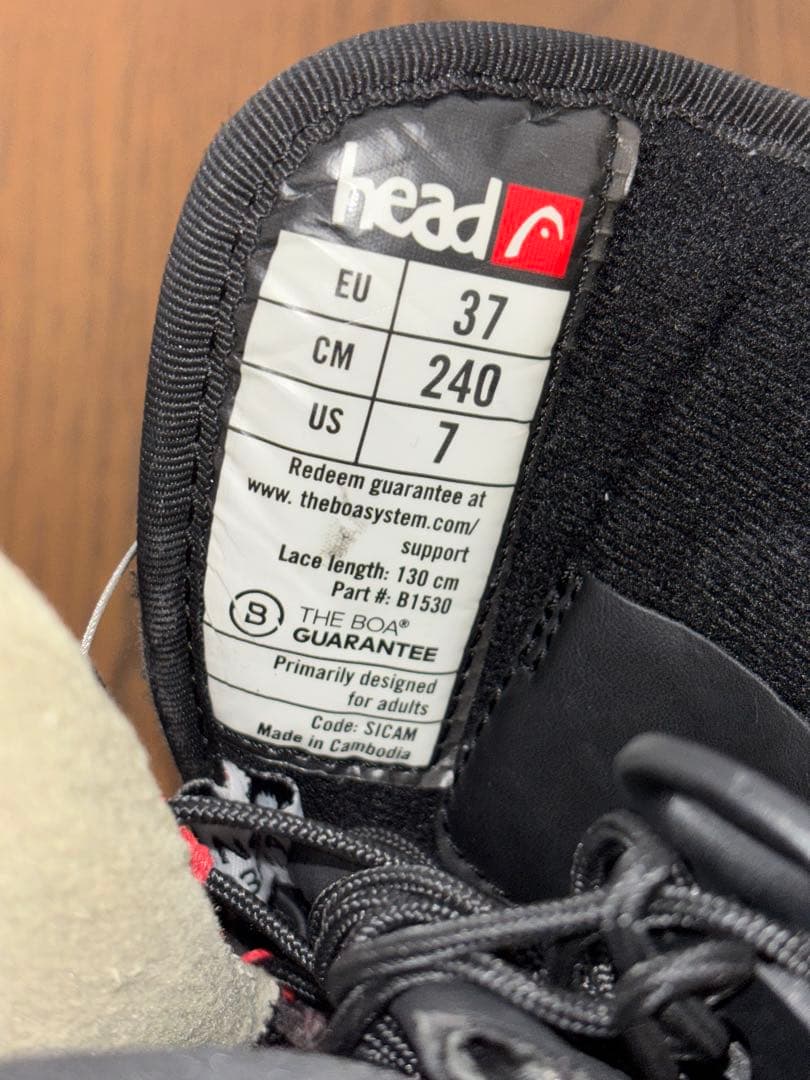 head
EU 37
CM 240
US 7
Redeem guarantee at
www. theboasystem.com/
support
Lace length: 130 cm
Part #: B1530
B THE BOA®
GUARANTEE
Primarily designed
for adults
Code: SICAM
Made in Cambodia